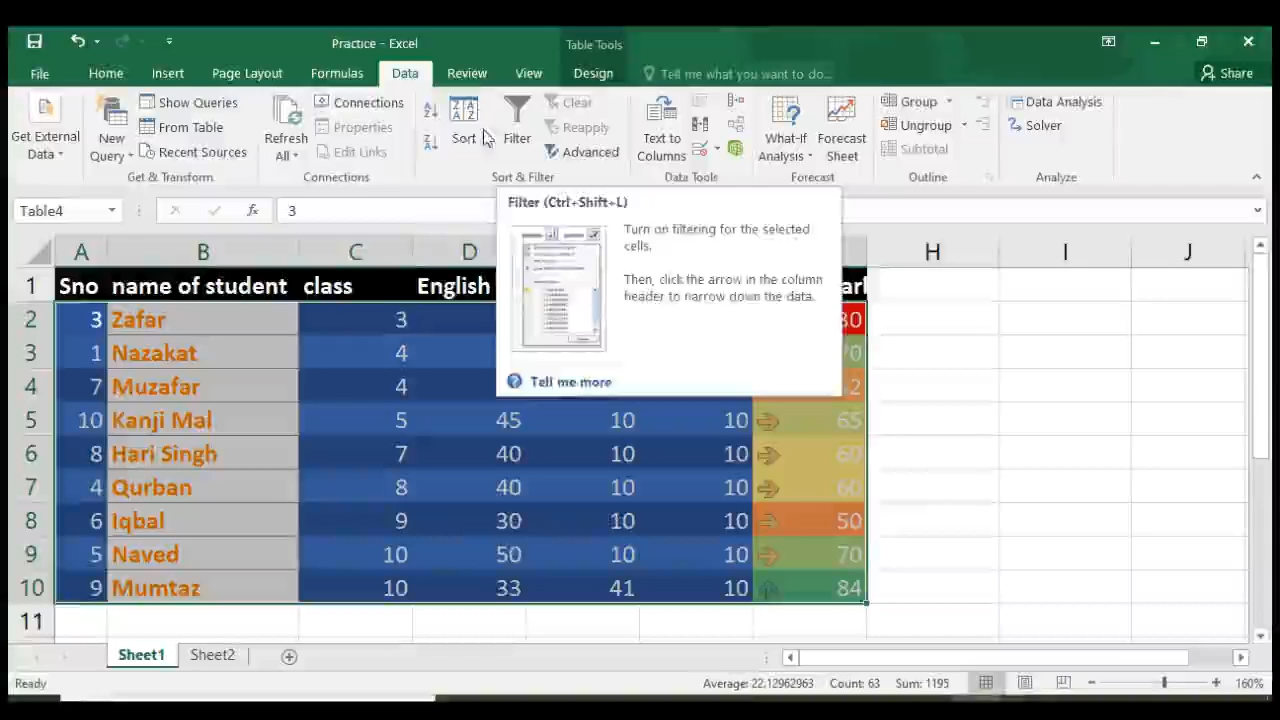 Practice - Excel
Table Tools
File Home Insert Page Layout Formulas Data Review View Design Tell me what you want to do... Share
Get External Data
New Query
Show Queries
From Table
Recent Sources
Get & Transform
Refresh All
Connections
Properties
Edit Links
Connections
Sort
Filter
Clear
Reapply
Advanced
Sort & Filter
Text to Columns
Data Tools
What-If Analysis
Forecast Sheet
Forecast
Group
Ungroup
Subtotal
Outline
Data Analysis
Solver
Analyze
Table4 fx 3
Filter (Ctrl+Shift+L)
Turn on filtering for the selected
cells.
Then, click the arrow in the column
header to narrow down the data.
Tell me more
A B C D H I J
1 Sno name of student class English
2 3 Zafar 3
3 1 Nazakat 4
4 7 Muzafar 4
5 10 Kanji Mal 5 45 10 10 65
6 8 Hari Singh 7 40 10 10 60
7 4 Qurban 8 40 10 10 60
8 6 Iqbal 9 30 10 10 50
9 5 Naved 10 50 10 10 70
10 9 Mumtaz 10 33 41 10 84
11
Sheet1 Sheet2
Ready Average: 22.12962963 Count: 63 Sum: 1195 160%